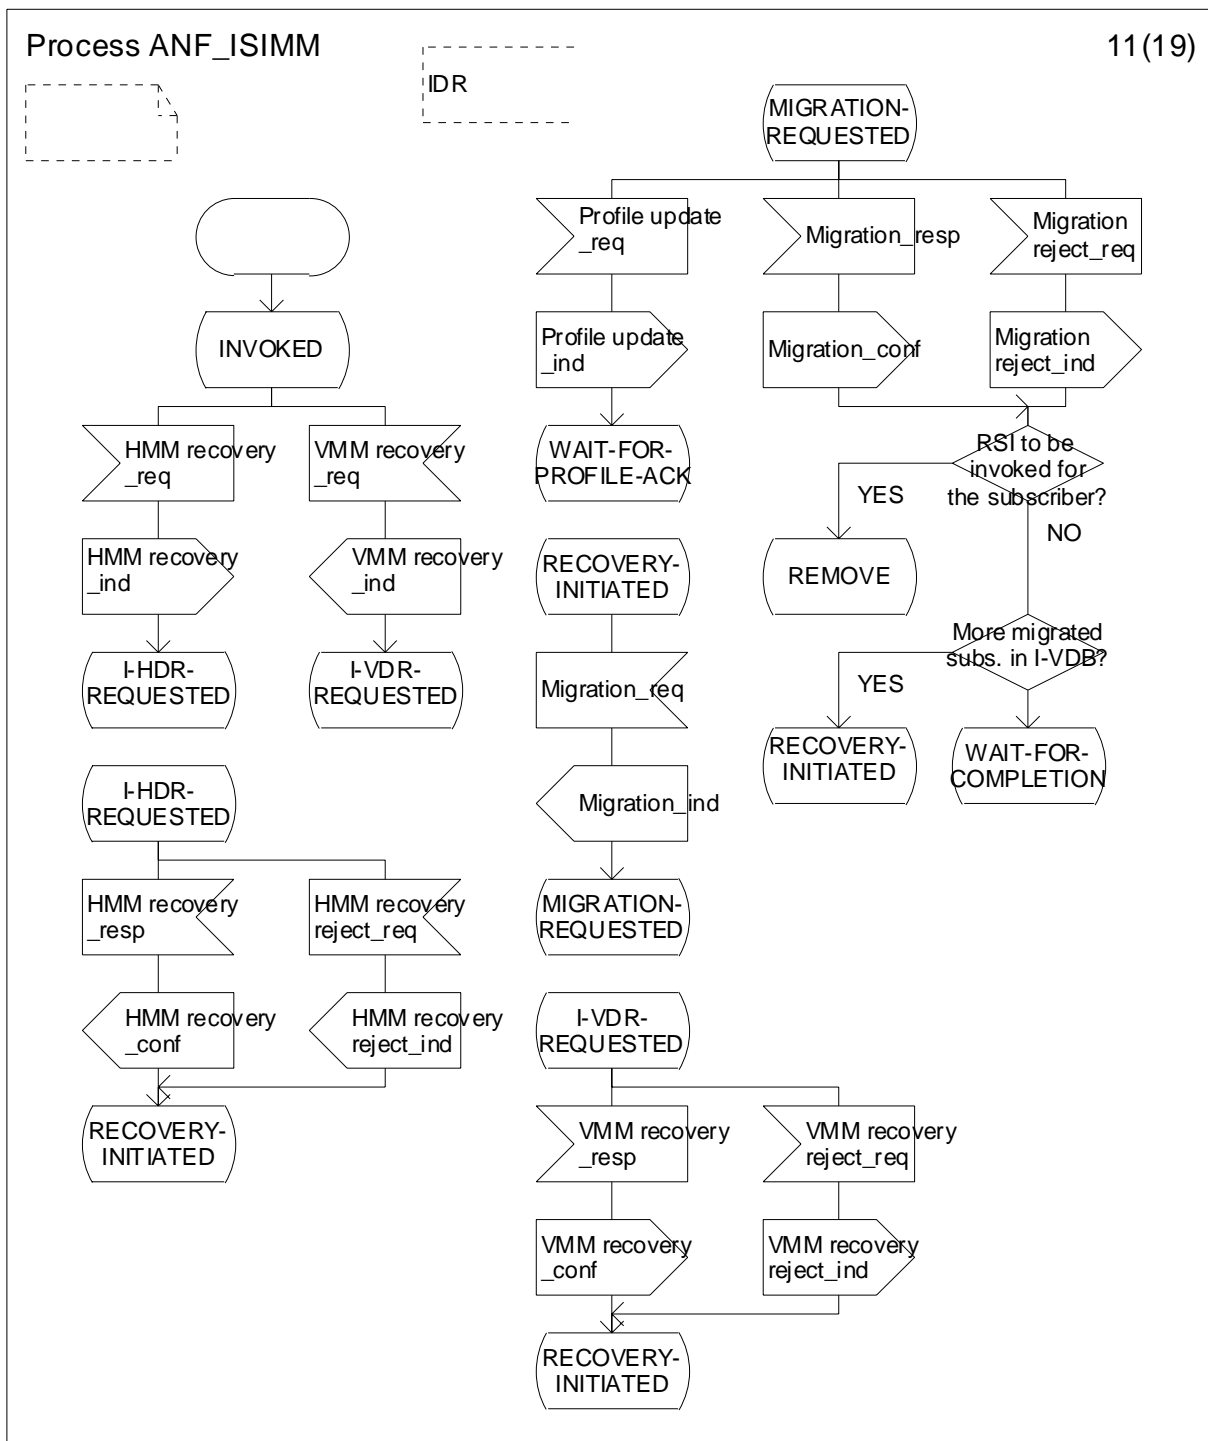 Process ANF_ISIMM
11(19)
IDR
INVOKED
HMM recovery
_req
VMM recovery
_req
HMM recovery
_ind
VMM recovery
_ind
I-HDR-
REQUESTED
I-VDR-
REQUESTED
I-HDR-
REQUESTED
HMM recovery
_resp
HMM recovery
reject_req
HMM recovery
_conf
HMM recovery
reject_ind
RECOVERY-
INITIATED
MIGRATION-
REQUESTED
Profile update
_req
Migration_resp
Migration
reject_req
Profile update
_ind
Migration_conf
Migration
reject_ind
WAIT-FOR-
PROFILE-ACK
RSI to be
invoked for
the subscriber?
YES
NO
REMOVE
More migrated
subs. in I-VDB?
YES
RECOVERY-
INITIATED
WAIT-FOR-
COMPLETION
RECOVERY-
INITIATED
Migration_req
Migration_ind
MIGRATION-
REQUESTED
I-VDR-
REQUESTED
VMM recovery
_resp
VMM recovery
reject_req
VMM recovery
_conf
VMM recovery
reject_ind
RECOVERY-
INITIATED